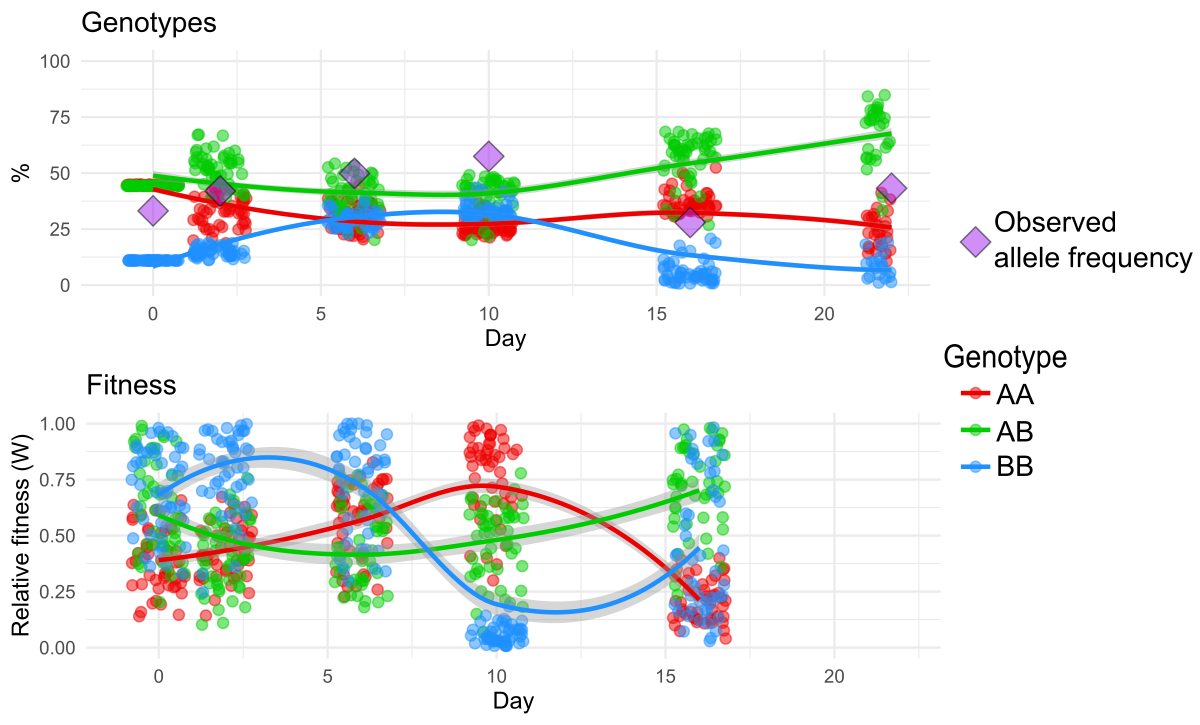 Genotypes
%
100
75
50
25
0
0 5 10 15 20
Day
Observed
allele frequency
Genotype
AA
AB
BB
Fitness
Relative fitness (W)
1.00
0.75
0.50
0.25
0.00
0 5 10 15 20
Day